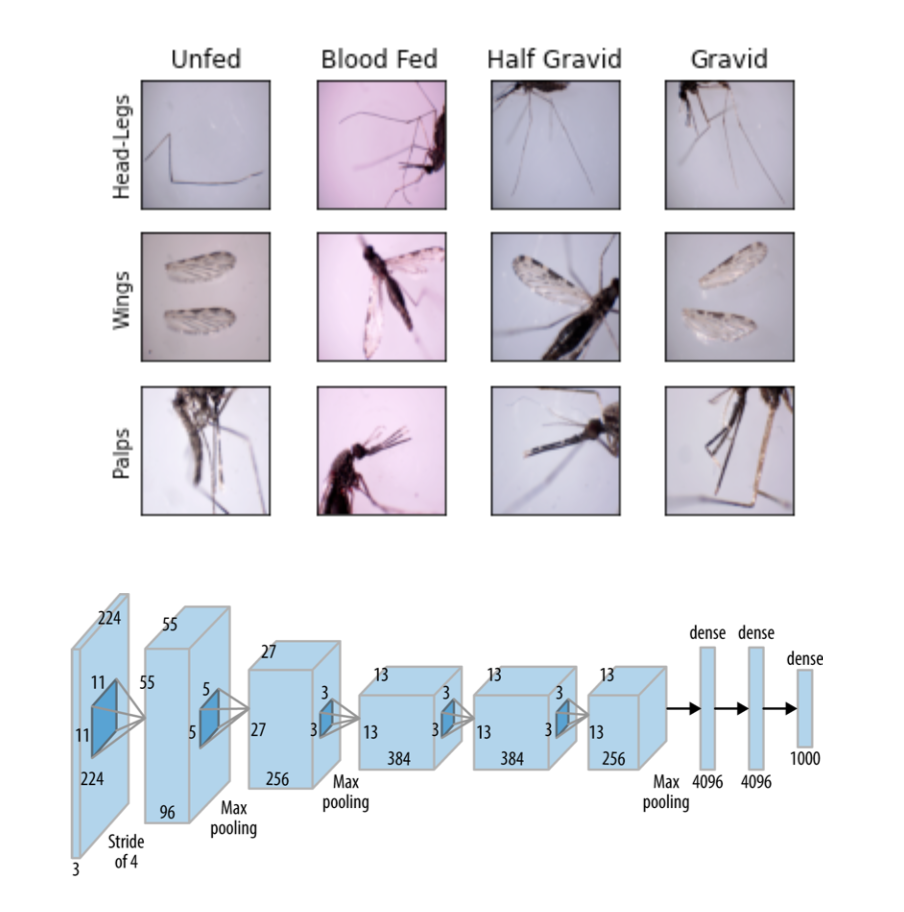 Unfed
Blood Fed
Half Gravid
Gravid
Head-Legs
Wings
Palps
224
55
27
13
13
13
dense
dense
dense
11
55
5
3
3
3
11
5
27
3
13
3
13
3
13
224
256
384
384
256
4096
4096
1000
96
Max
pooling
Max
pooling
Max
pooling
Stride
of 4
3